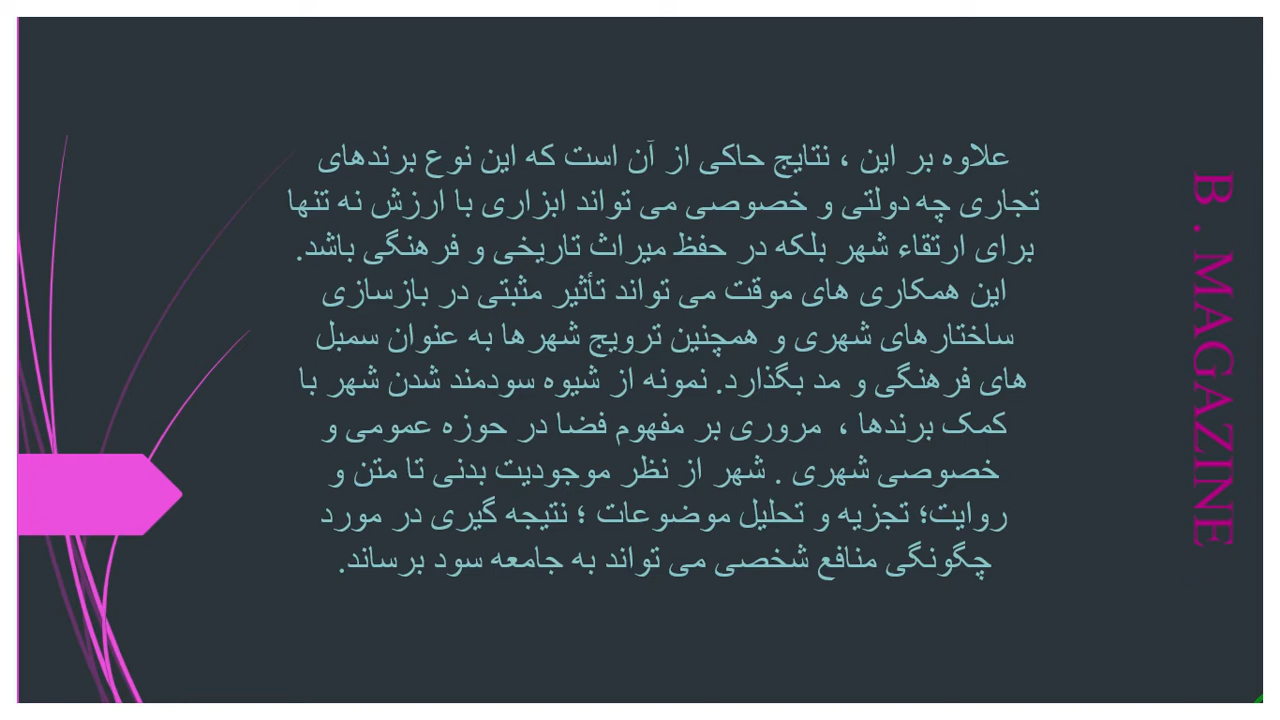 علاوه بر این ، نتایج حاکی از آن است که این نوع برندهای
تجاری چه دولتی و خصوصی می تواند ابزاری با ارزش نه تنها
برای ارتقاء شهر بلکه در حفظ میراث تاریخی و فرهنگی باشد.
این همکاری های موقت می تواند تأثیر مثبتی در بازسازی
ساختارهای شهری و همچنین ترویج شهرها به عنوان سمبل
های فرهنگی و مد بگذارد. نمونه از شیوه سودمند شدن شهر با
کمک برندها ، مروری بر مفهوم فضا در حوزه عمومی و
خصوصی شهری . شهر از نظر موجودیت بدنی تا متن و
روایت؛ تجزیه و تحلیل موضوعات ؛ نتیجه گیری در مورد
چگونگی منافع شخصی می تواند به جامعه سود برساند.
B . MAGAZINE